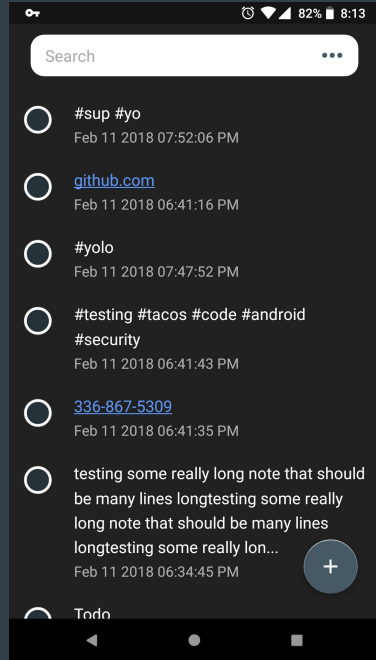 82% 8:13
Search
#sup #yo
Feb 11 2018 07:52:06 PM
github.com
Feb 11 2018 06:41:16 PM
#yolo
Feb 11 2018 07:47:52 PM
#testing #tacos #code #android
#security
Feb 11 2018 06:41:43 PM
336-867-5309
Feb 11 2018 06:41:35 PM
testing some really long note that should
be many lines longtesting some really
long note that should be many lines
longtesting some really lon...
Feb 11 2018 06:34:45 PM
Todo